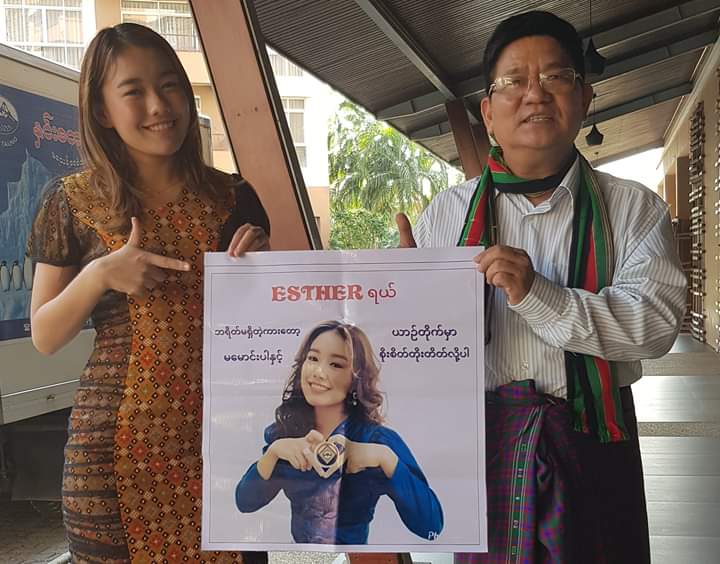 ESTHER ရယ်
ဘရိတ်မရှိတဲ့ကားတော့
မမောင်းပါနှင့်
ယာဉ်တိုက်မှာ
စိုးစိတ်တိုးတိတ်လို့ပါ